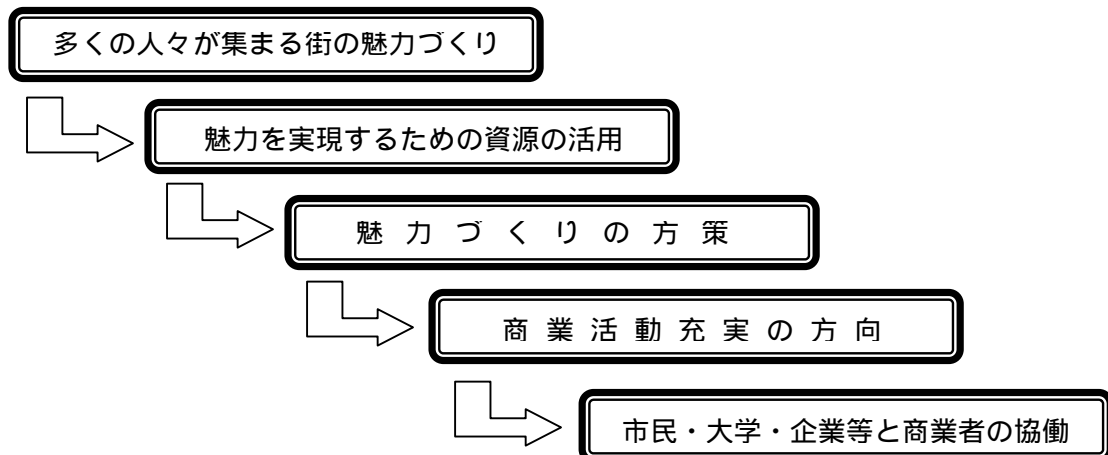 多くの人々が集まる街の魅力づくり
魅力を実現するための資源の活用
魅力づくりの方策
商業活動充実の方向
市民・大学・企業等と商業者の協働